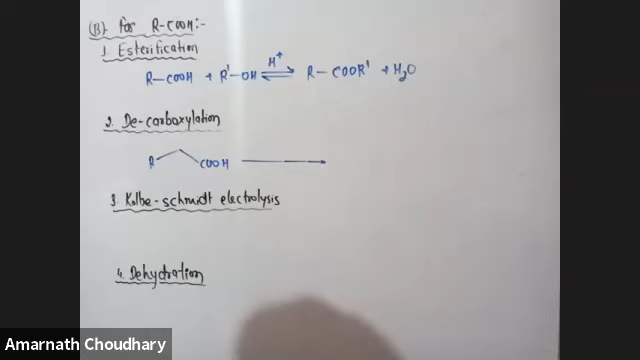 (B) For R-COOH:-
1. Esterification
R-COOH + R'-OH ⇌ R-COOR' + H₂O
H⁺
2. De-carboxylation
R COOH →
3. Kolbe-schmidt electrolysis
4. Dehydration
Amarnath Choudhary